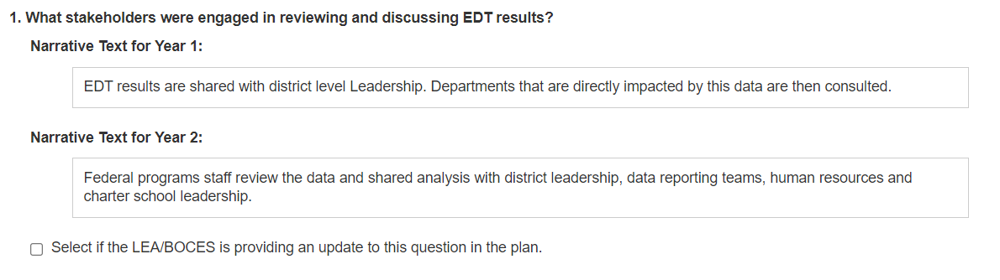 1. What stakeholders were engaged in reviewing and discussing EDT results?
Narrative Text for Year 1:
EDT results are shared with district level Leadership. Departments that are directly impacted by this data are then consulted.
Narrative Text for Year 2:
Federal programs staff review the data and shared analysis with district leadership, data reporting teams, human resources and
charter school leadership.
Select if the LEA/BOCES is providing an update to this question in the plan.